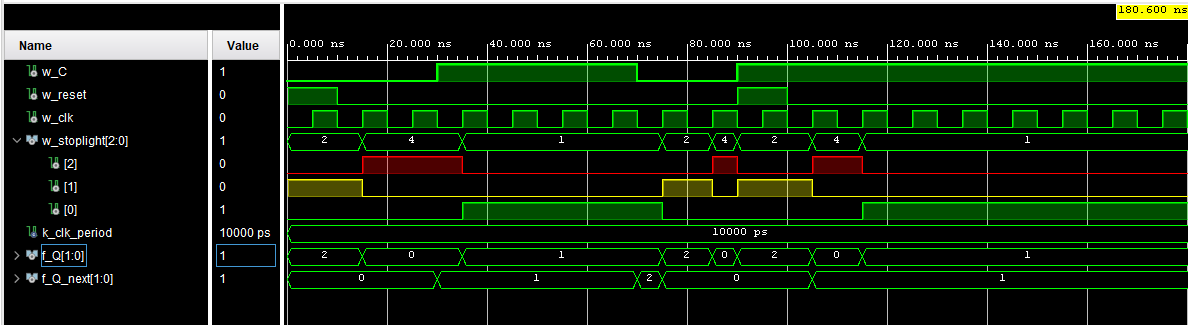 180.600 ns
Name Value 0.000 ns 20.000 ns 40.000 ns 60.000 ns 80.000 ns 100.000 ns 120.000 ns 140.000 ns 160.000 ns
w_C 1
w_reset 0
w_clk 0
w_stoplight[2:0] 1 2 4 1 2 4 2 4 1
[2] 0
[1] 0
[0] 1
k_clk_period 10000 ps 10000 ps
f_Q[1:0] 1 2 0 1 2 0 2 0 1
f_Q_next[1:0] 1 0 1 2 0 1